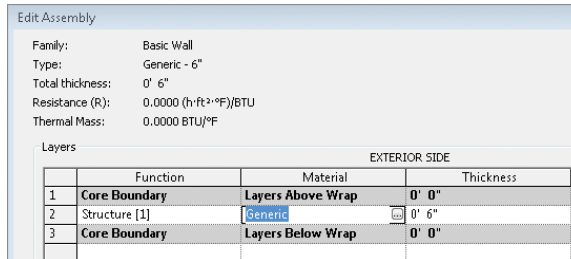 Edit Assembly
Family: Basic Wall
Type: Generic - 6"
Total thickness: 0' 6"
Resistance (R): 0.0000 (h·ft²·°F)/BTU
Thermal Mass: 0.0000 BTU/°F
Layers
EXTERIOR SIDE
Function Material Thickness
1 Core Boundary Layers Above Wrap 0' 0"
2 Structure [1] Generic ... 0' 6"
3 Core Boundary Layers Below Wrap 0' 0"